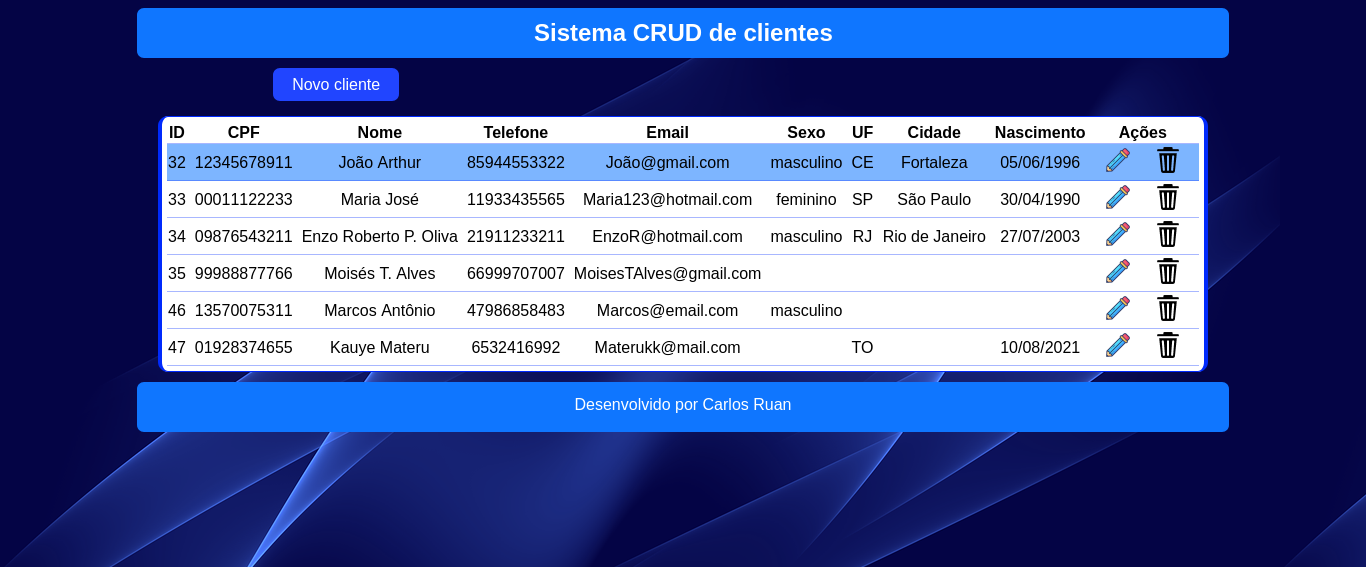 Sistema CRUD de clientes
Novo cliente
ID CPF Nome Telefone Email Sexo UF Cidade Nascimento Ações
32 12345678911 João Arthur 85944553322 João@gmail.com masculino CE Fortaleza 05/06/1996
33 00011122233 Maria José 11933435565 Maria123@hotmail.com feminino SP São Paulo 30/04/1990
34 09876543211 Enzo Roberto P. Oliva 21911233211 EnzoR@hotmail.com masculino RJ Rio de Janeiro 27/07/2003
35 99988877766 Moisés T. Alves 66999707007 MoisesTAlves@gmail.com
46 13570075311 Marcos Antônio 47986858483 Marcos@email.com masculino
47 01928374655 Kauye Materu 6532416992 Materukk@mail.com TO 10/08/2021
Desenvolvido por Carlos Ruan